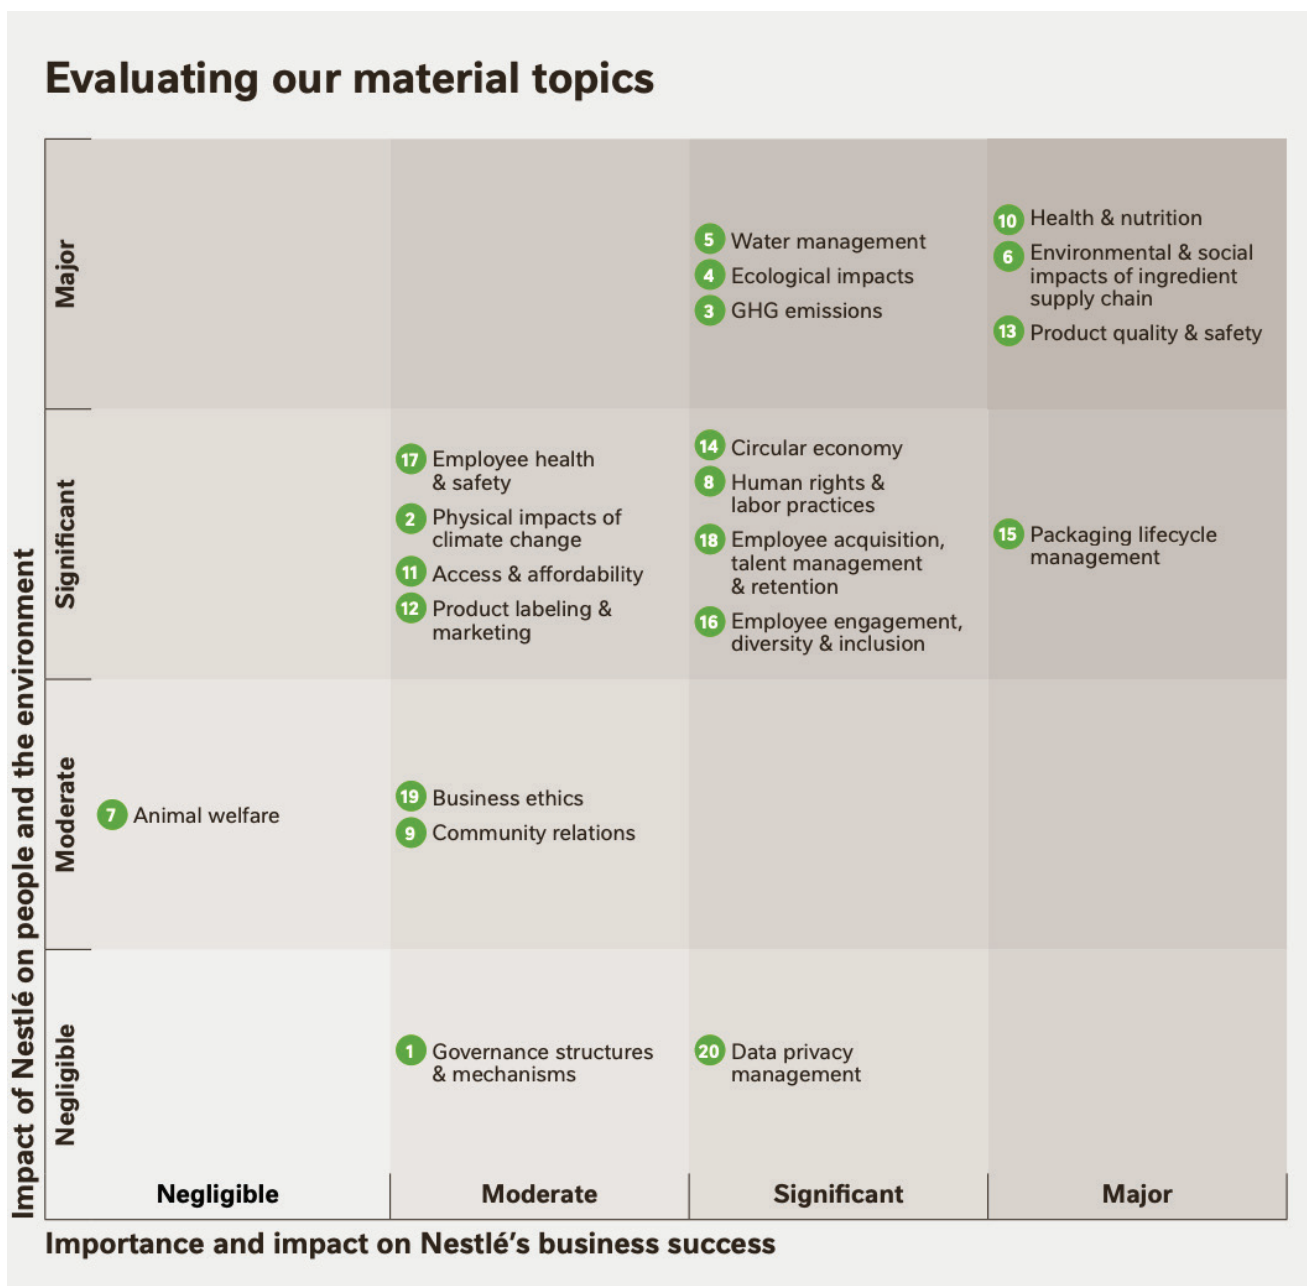 Evaluating our material topics
Impact of Nestlé on people and the environment
Major
5 Water management
4 Ecological impacts
3 GHG emissions
10 Health & nutrition
6 Environmental & social
impacts of ingredient
supply chain
13 Product quality & safety
Significant
17 Employee health
& safety
2 Physical impacts of
climate change
11 Access & affordability
12 Product labeling &
marketing
14 Circular economy
8 Human rights &
labor practices
18 Employee acquisition,
talent management
& retention
16 Employee engagement,
diversity & inclusion
15 Packaging lifecycle
management
Moderate
7 Animal welfare
19 Business ethics
9 Community relations
Negligible
1 Governance structures
& mechanisms
20 Data privacy
management
Negligible
Moderate
Significant
Major
Importance and impact on Nestlé’s business success